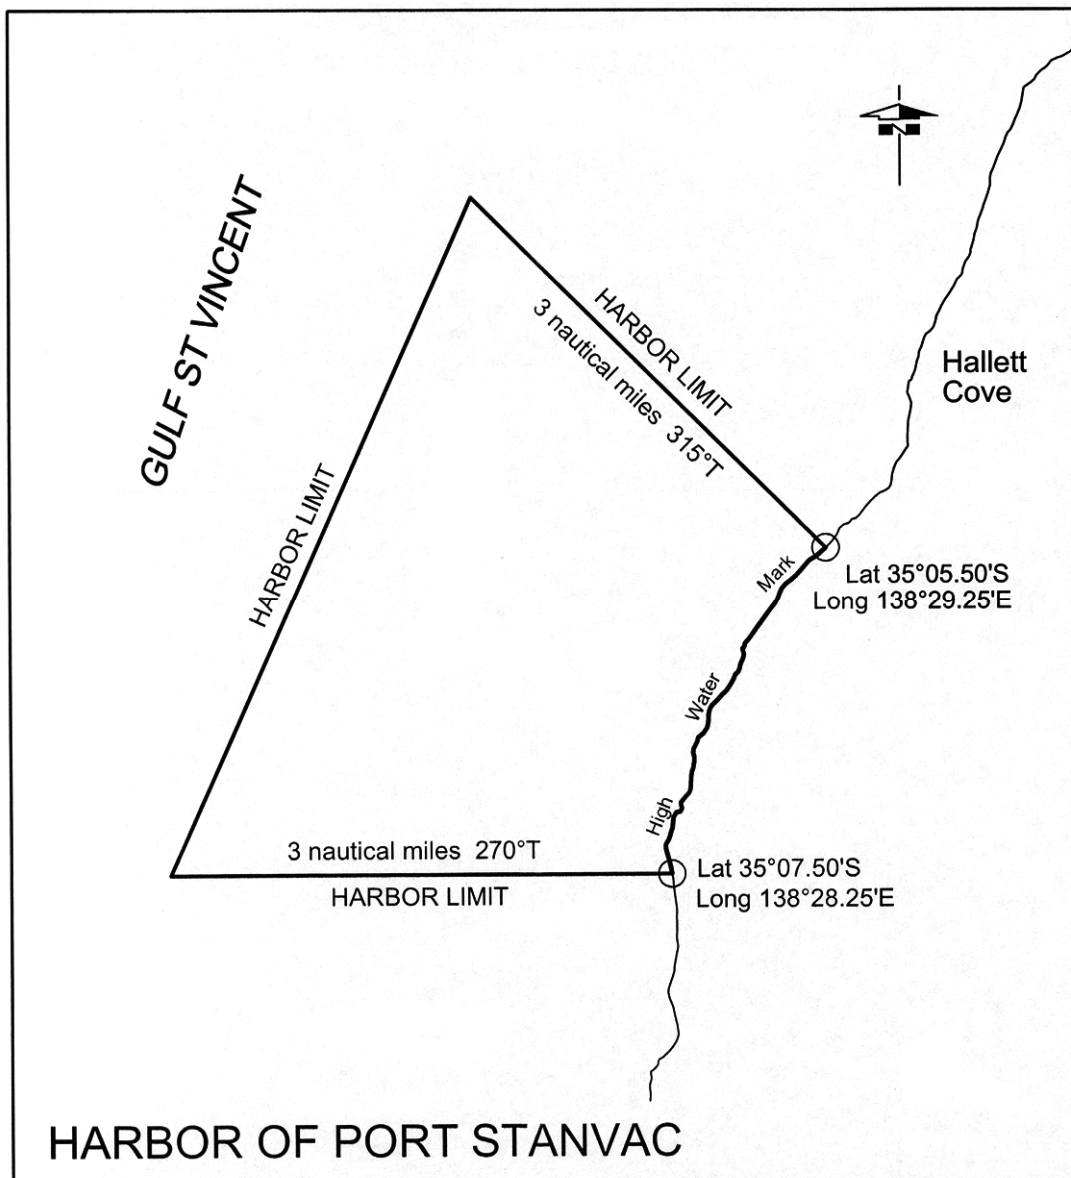 GULF ST VINCENT
HARBOR LIMIT
3 nautical miles 315°T
Hallett
Cove
HARBOR LIMIT
Mark
Lat 35°05.50'S
Long 138°29.25'E
Water
High
3 nautical miles 270°T
HARBOR LIMIT
Lat 35°07.50'S
Long 138°28.25'E
HARBOR OF PORT STANVAC